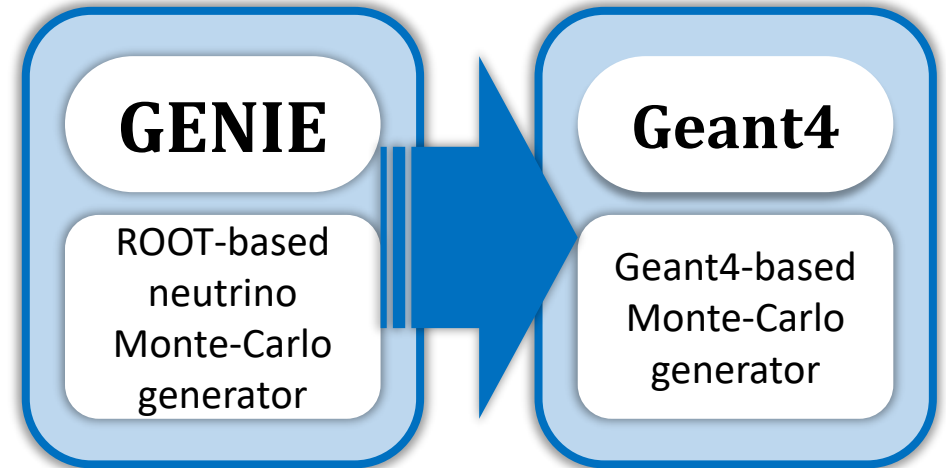 GENIE
ROOT-based
neutrino
Monte-Carlo
generator
Geant4
Geant4-based
Monte-Carlo
generator